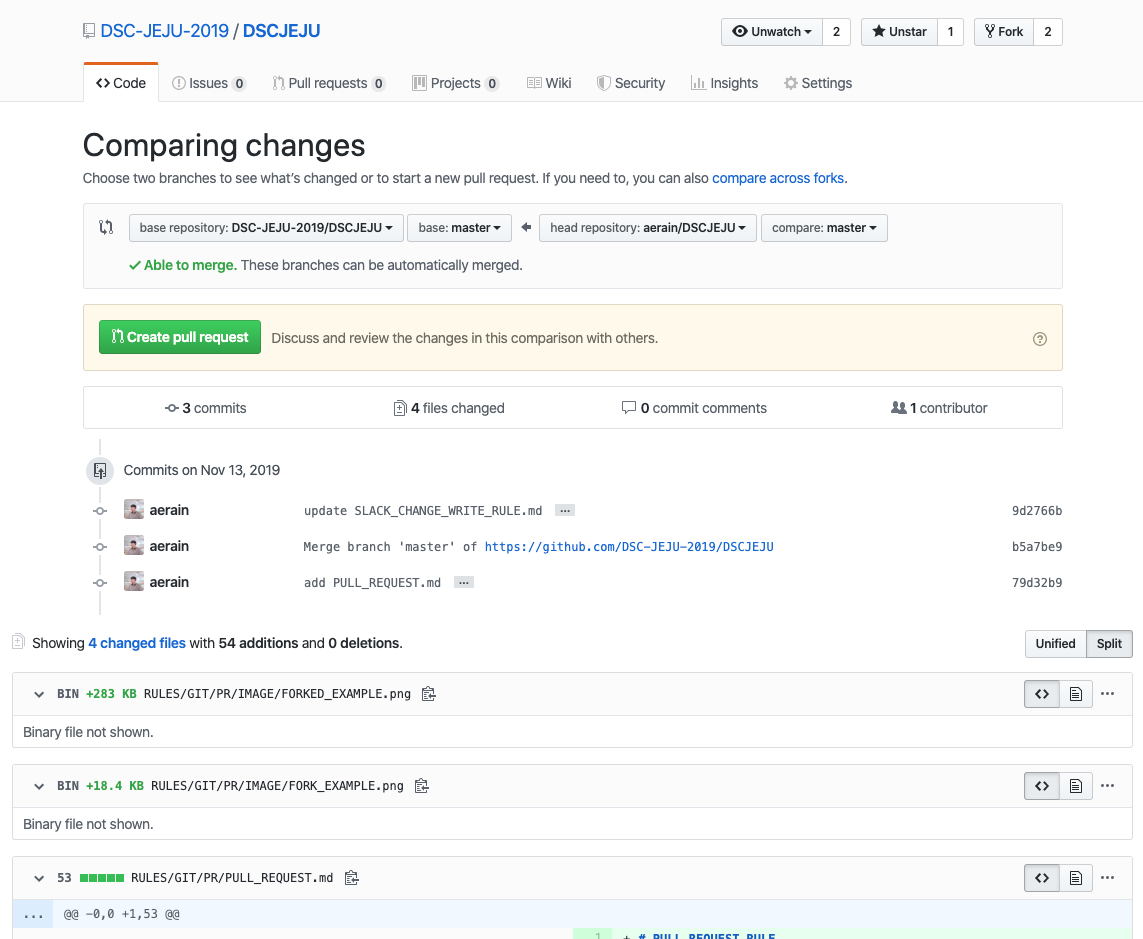 DSC-JEJU-2019 / DSCJEJU
Unwatch 2 Unstar 1 Fork 2
Code Issues 0 Pull requests 0 Projects 0 Wiki Security Insights Settings
Comparing changes
Choose two branches to see what's changed or to start a new pull request. If you need to, you can also compare across forks.
base repository: DSC-JEJU-2019/DSCJEJU base: master head repository: aerain/DSCJEJU compare: master
Able to merge. These branches can be automatically merged.
Create pull request Discuss and review the changes in this comparison with others.
3 commits 4 files changed 0 commit comments 1 contributor
Commits on Nov 13, 2019
aerain update SLACK_CHANGE_WRITE_RULE.md … 9d2766b
aerain Merge branch 'master' of https://github.com/DSC-JEJU-2019/DSCJEJU b5a7be9
aerain add PULL_REQUEST.md … 79d32b9
Showing 4 changed files with 54 additions and 0 deletions. Unified Split
BIN +283 KB RULES/GIT/PR/IMAGE/FORKED_EXAMPLE.png
Binary file not shown.
BIN +18.4 KB RULES/GIT/PR/IMAGE/FORK_EXAMPLE.png
Binary file not shown.
53 RULES/GIT/PR/PULL_REQUEST.md
... @@ -0,0 +1,53 @@
1 + # PULL REQUEST RULE